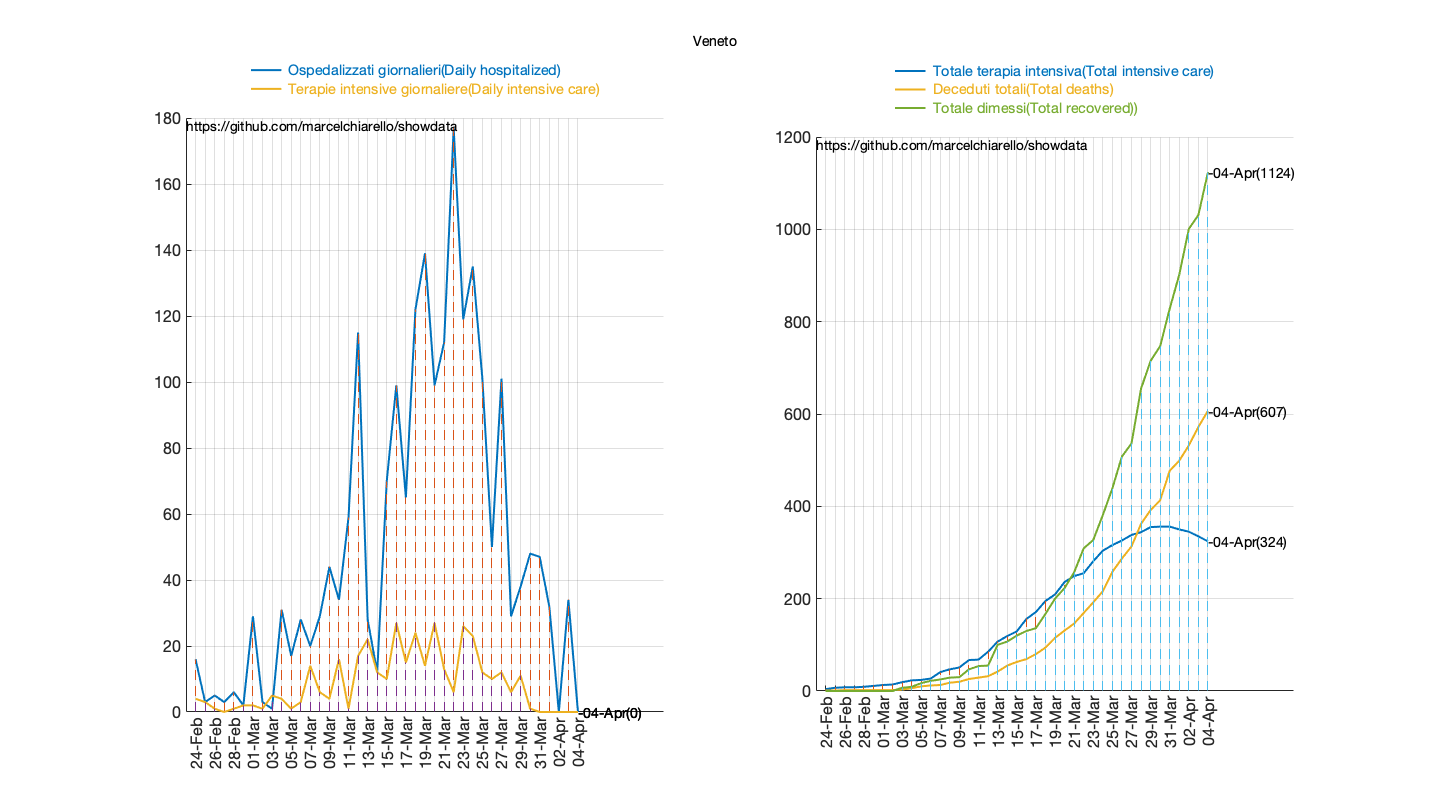 Veneto
Ospedalizzati giornalieri(Daily hospitalized)
Terapie intensive giornaliere(Daily intensive care)
https://github.com/marcelchiarello/showdata
180
160
140
120
100
80
60
40
20
0
-04-Apr(0)
24-Feb
26-Feb
28-Feb
01-Mar
03-Mar
05-Mar
07-Mar
09-Mar
11-Mar
13-Mar
15-Mar
17-Mar
19-Mar
21-Mar
23-Mar
25-Mar
27-Mar
29-Mar
31-Mar
02-Apr
04-Apr
Totale terapia intensiva(Total intensive care)
Deceduti totali(Total deaths)
Totale dimessi(Total recovered))
https://github.com/marcelchiarello/showdata
1200
1000
800
600
400
200
0
-04-Apr(1124)
-04-Apr(607)
-04-Apr(324)
24-Feb
26-Feb
28-Feb
01-Mar
03-Mar
05-Mar
07-Mar
09-Mar
11-Mar
13-Mar
15-Mar
17-Mar
19-Mar
21-Mar
23-Mar
25-Mar
27-Mar
29-Mar
31-Mar
02-Apr
04-Apr